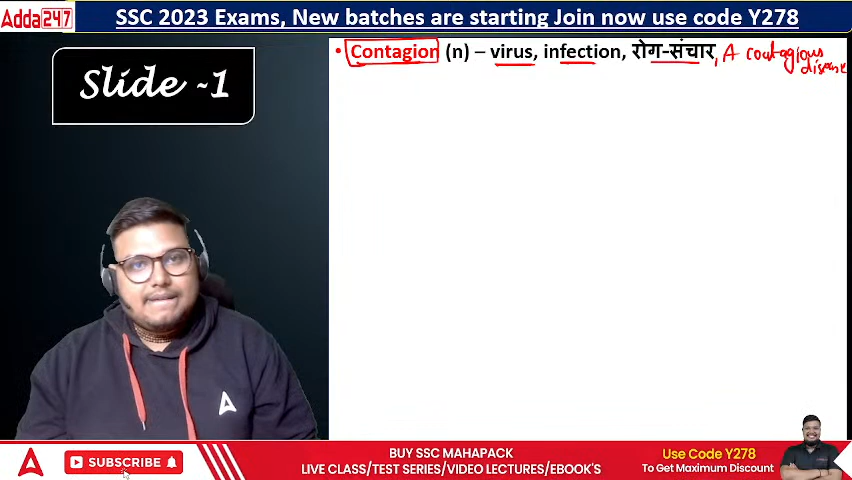 Adda247
SSC 2023 Exams, New batches are starting Join now use code Y278
Slide -1
• Contagion (n) – virus, infection, रोग-संचार, A contagious disease
SUBSCRIBE
BUY SSC MAHAPACK
LIVE CLASS/TEST SERIES/VIDEO LECTURES/EBOOK'S
Use Code Y278
To Get Maximum Discount